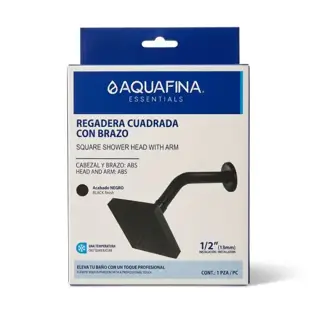 AQUAFINA
ESSENTIALS
REGADERA CUADRADA
CON BRAZO
SQUARE SHOWER HEAD WITH ARM
CABEZAL Y BRAZO: ABS
HEAD AND ARM: ABS
Acabado NEGRO
BLACK finish
1/2" (13mm)
ELEVA TU BAÑO CON UN TOQUE PROFESIONAL
CONT.: 1 PZA / PC